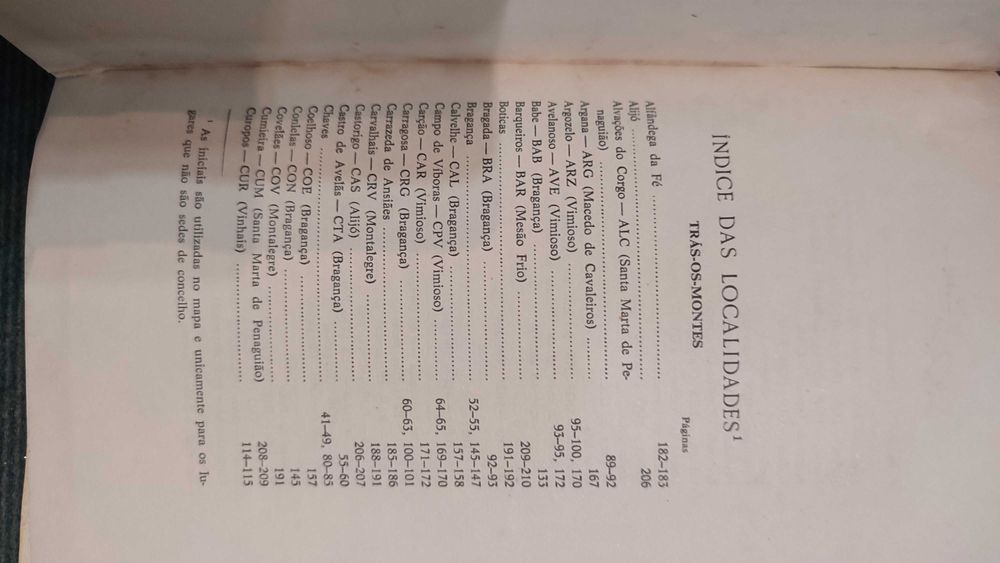 ÍNDICE DAS LOCALIDADES¹
TRÁS-OS-MONTES
Páginas
Alfândega da Fé ........................ 182-183
Alijó ........................ 206
Alvações do Corgo — ALC (Santa Marta de Pe-
naguião) ........................ 89-92
Argana — ARG (Macedo de Cavaleiros) ........ 167
Argozelo — ARZ (Vimioso) ........................ 95-100, 170
Avelanoso — AVE (Vimioso) ........................ 93-95, 172
Babe — BAB (Bragança) ........................ 133
Barqueiros — BAR (Mesão Frio) .................. 209-210
Boticas ........................ 191-192
Bragada — BRA (Bragança) ........................ 92-93
Bragança ........................ 52-55, 145-147
Calvelhe — CAL (Bragança) ........................ 157-158
Campo de Víboras — CPV (Vimioso) ............ 64-65, 169-170
Carção — CAR (Vimioso) ........................ 171-172
Carragosa — CRG (Bragança) ..................... 60-63, 100-101
Carrazeda de Ansiães ........................ 185-186
Carvalhais — CRV (Montalegre) .................. 188-191
Castorigo — CAS (Alijó) ........................ 206-207
Castro de Avelãs — CTA (Bragança) ............ 55-60
Chaves ........................ 41-49, 80-85
Coelhoso — COE (Bragança) ........................ 157
Conlelas — CON (Bragança) ........................ 145
Covelães — COV (Montalegre) ..................... 191
Cumieira — CUM (Santa Marta de Penaguião) 208-209
Curopos — CUR (Vinhais) ........................ 114-115
¹ As iniciais são utilizadas no mapa e unicamente para os lu-
gares que não são sedes de concelho.